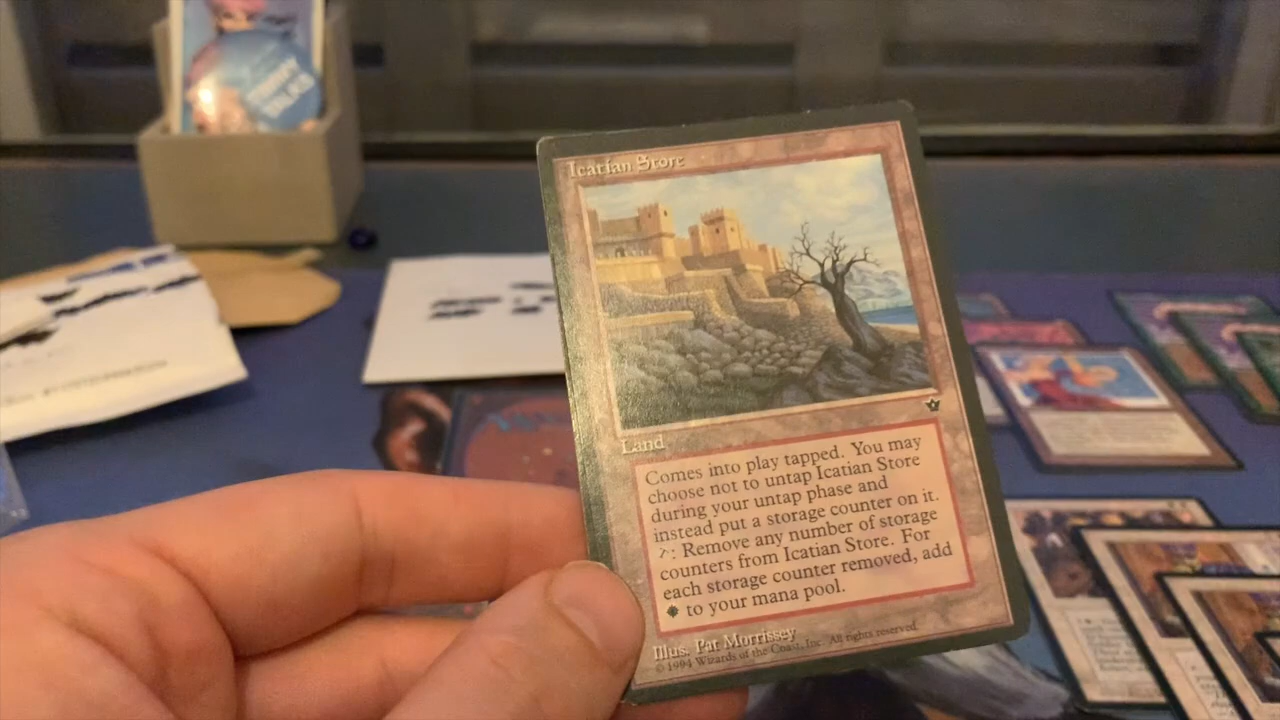 Icatian Store
Land
Comes into play tapped. You may
choose not to untap Icatian Store
during your untap phase and
instead put a storage counter on it.
: Remove any number of storage
counters from Icatian Store. For
each storage counter removed, add
to your mana pool.
Illus. Pat Morrissey
© 1994 Wizards of the Coast, Inc. All rights reserved.